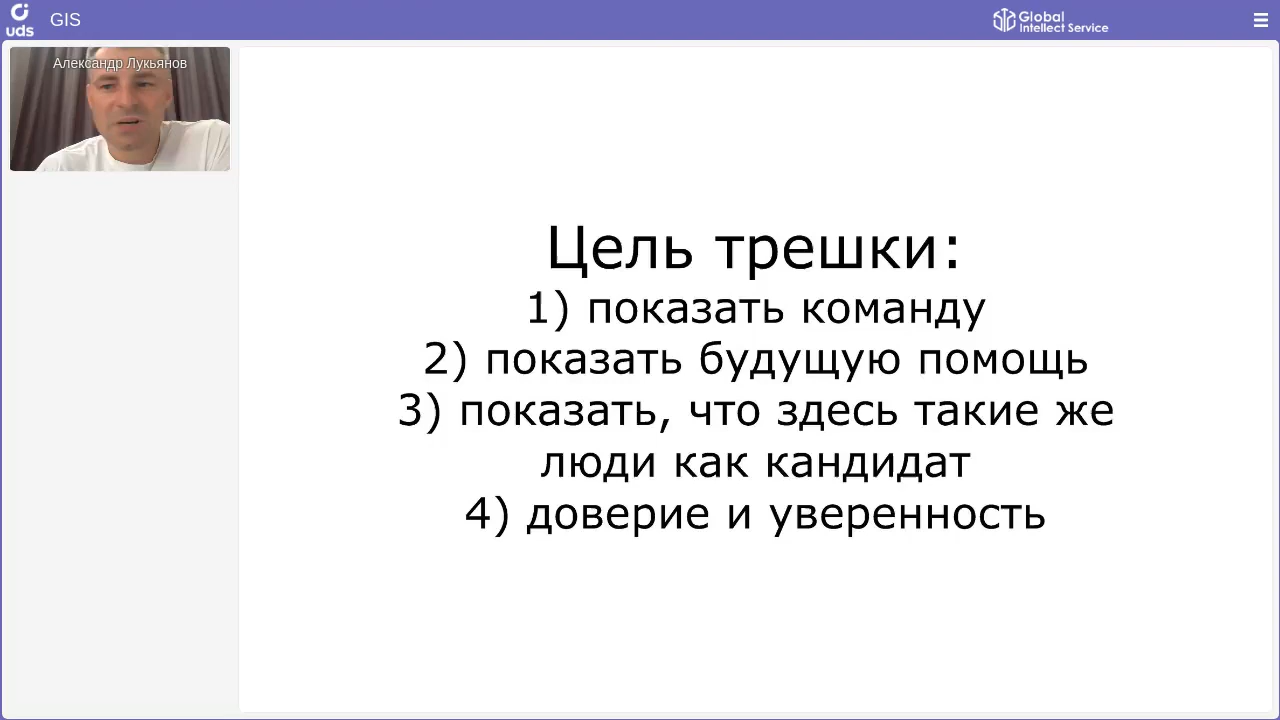 uds
GIS
Global
Intellect Service
Александр Лукьянов
Цель трешки:
1) показать команду
2) показать будущую помощь
3) показать, что здесь такие же
люди как кандидат
4) доверие и уверенность